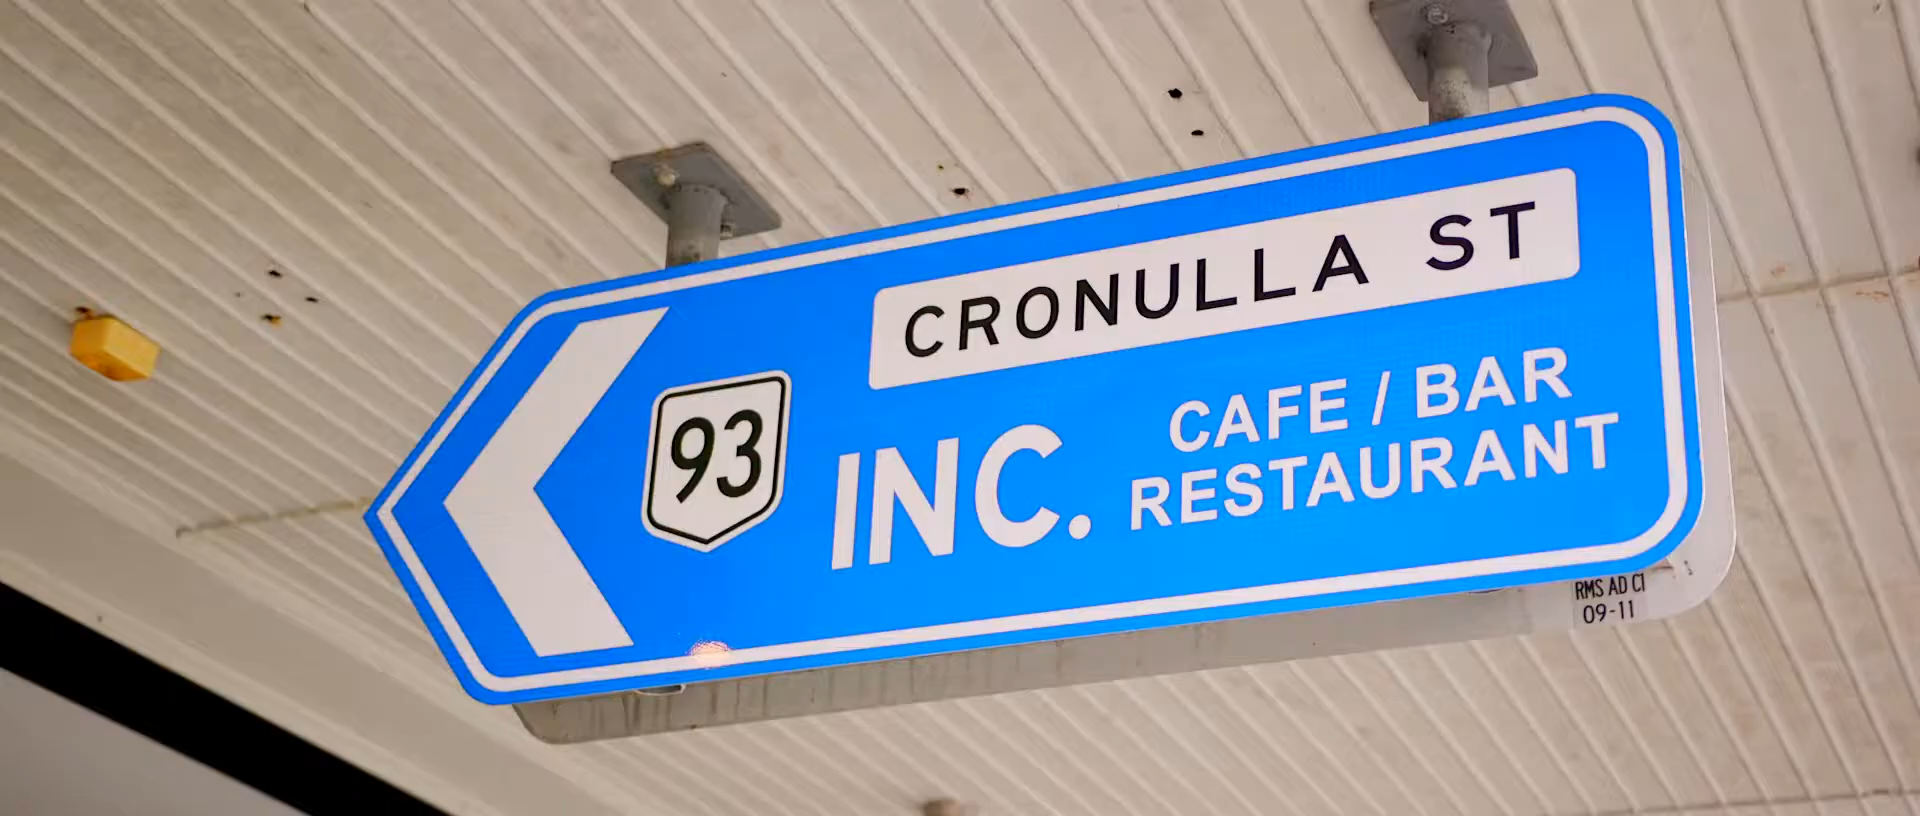 CRONULLA ST
93
INC.
CAFE / BAR
RESTAURANT
RMS AD CI
09-11